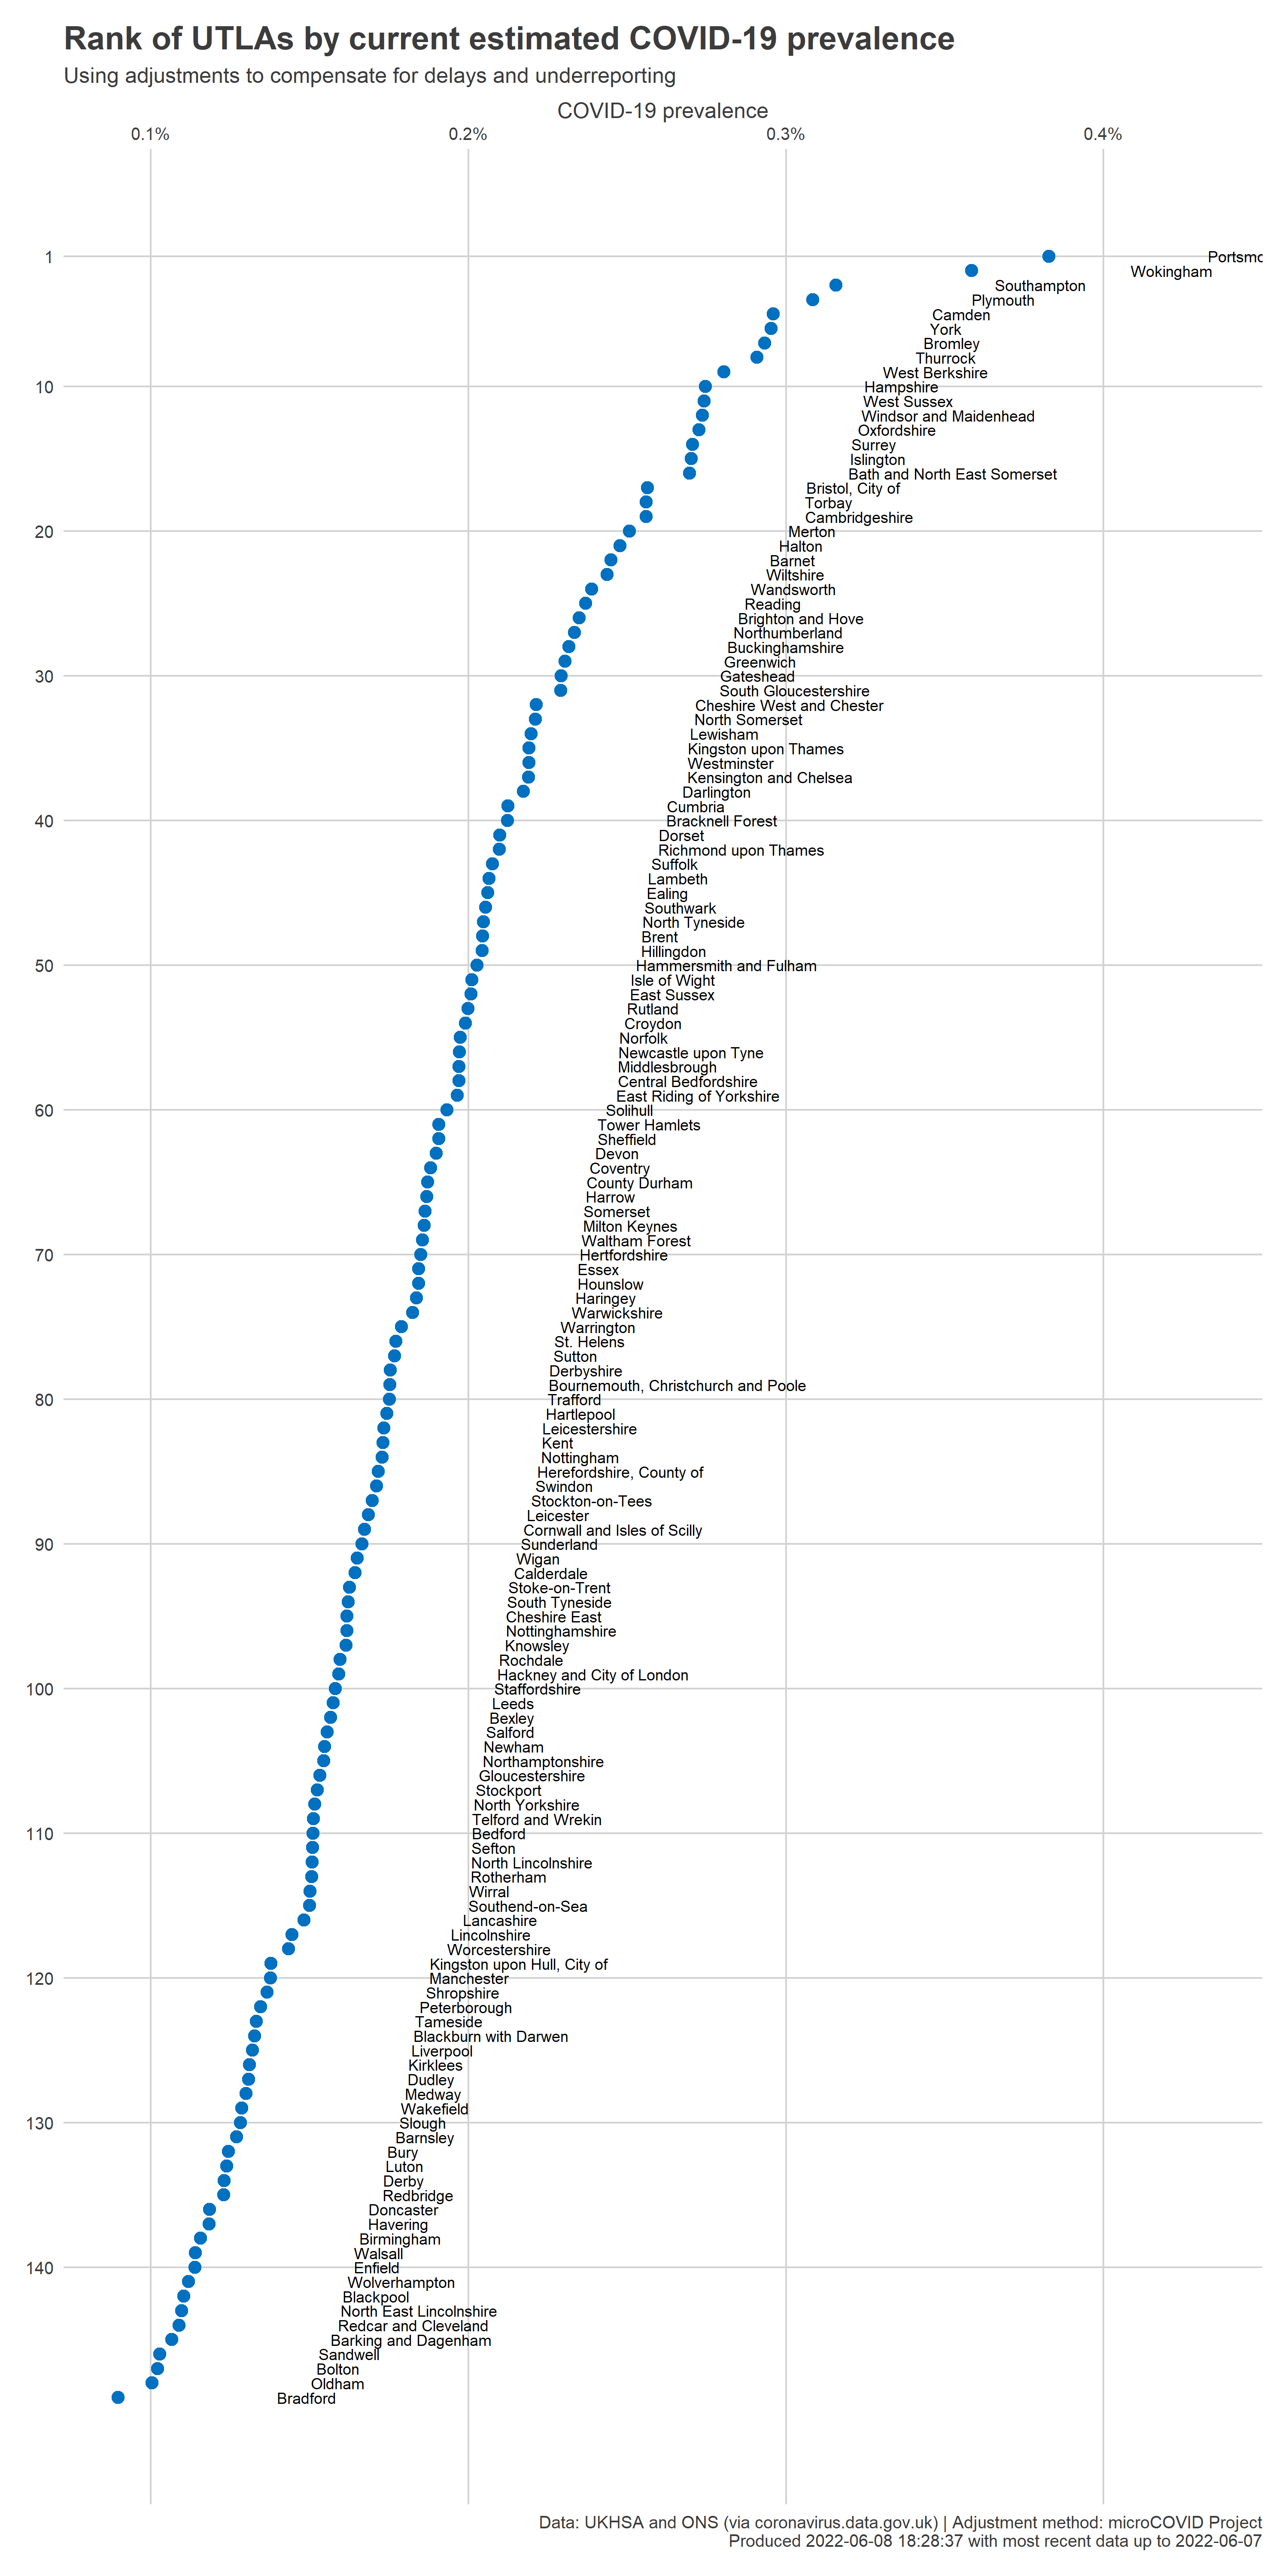 Rank of UTLAs by current estimated COVID-19 prevalence
Using adjustments to compensate for delays and underreporting
COVID-19 prevalence
0.1% 0.2% 0.3% 0.4%
1 Portsmo
Wokingham
Southampton
Plymouth
Camden
York
Bromley
Thurrock
West Berkshire
10 Hampshire
West Sussex
Windsor and Maidenhead
Oxfordshire
Surrey
Islington
Bath and North East Somerset
Bristol, City of
Torbay
Cambridgeshire
20 Merton
Halton
Barnet
Wiltshire
Wandsworth
Reading
Brighton and Hove
Northumberland
Buckinghamshire
Greenwich
30 Gateshead
South Gloucestershire
Cheshire West and Chester
North Somerset
Lewisham
Kingston upon Thames
Westminster
Kensington and Chelsea
Darlington
Cumbria
40 Bracknell Forest
Dorset
Richmond upon Thames
Suffolk
Lambeth
Ealing
Southwark
North Tyneside
Brent
Hillingdon
50 Hammersmith and Fulham
Isle of Wight
East Sussex
Rutland
Croydon
Norfolk
Newcastle upon Tyne
Middlesbrough
Central Bedfordshire
East Riding of Yorkshire
60 Solihull
Tower Hamlets
Sheffield
Devon
Coventry
County Durham
Harrow
Somerset
Milton Keynes
Waltham Forest
70 Hertfordshire
Essex
Hounslow
Haringey
Warwickshire
Warrington
St. Helens
Sutton
Derbyshire
Bournemouth, Christchurch and Poole
80 Trafford
Hartlepool
Leicestershire
Kent
Nottingham
Herefordshire, County of
Swindon
Stockton-on-Tees
Leicester
Cornwall and Isles of Scilly
90 Sunderland
Wigan
Calderdale
Stoke-on-Trent
South Tyneside
Cheshire East
Nottinghamshire
Knowsley
Rochdale
Hackney and City of London
100 Staffordshire
Leeds
Bexley
Salford
Newham
Northamptonshire
Gloucestershire
Stockport
North Yorkshire
Telford and Wrekin
110 Bedford
Sefton
North Lincolnshire
Rotherham
Wirral
Southend-on-Sea
Lancashire
Lincolnshire
Worcestershire
Kingston upon Hull, City of
120 Manchester
Shropshire
Peterborough
Tameside
Blackburn with Darwen
Liverpool
Kirklees
Dudley
Medway
Wakefield
130 Slough
Barnsley
Bury
Luton
Derby
Redbridge
Doncaster
Havering
Birmingham
Walsall
140 Enfield
Wolverhampton
Blackpool
North East Lincolnshire
Redcar and Cleveland
Barking and Dagenham
Sandwell
Bolton
Oldham
Bradford
Data: UKHSA and ONS (via coronavirus.data.gov.uk) | Adjustment method: microCOVID Project
Produced 2022-06-08 18:28:37 with most recent data up to 2022-06-07